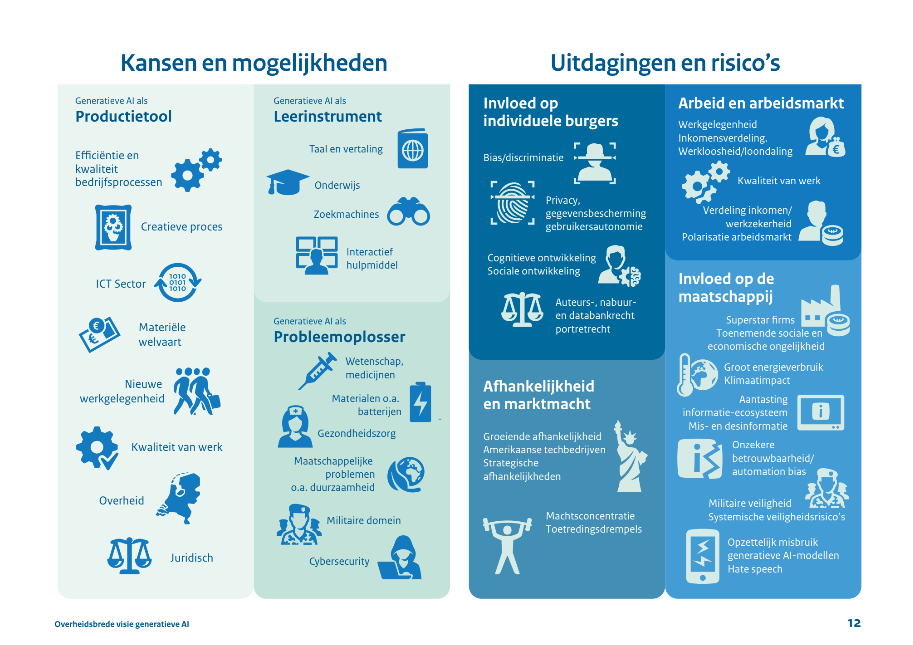 Kansen en mogelijkheden
Generatieve AI als
Productietool
Efficiëntie en
kwaliteit
bedrijfsprocessen
Creatieve proces
ICT Sector
1010
0101
1010
€
€
Materiële
welvaart
Nieuwe
werkgelegenheid
Kwaliteit van werk
Overheid
Juridisch
Generatieve AI als
Leerinstrument
Taal en vertaling
Onderwijs
Zoekmachines
Interactief
hulpmiddel
Generatieve AI als
Probleemoplosser
Wetenschap,
medicijnen
Materialen o.a.
batterijen
Gezondheidszorg
Maatschappelijke
problemen
o.a. duurzaamheid
Militaire domein
Cybersecurity
Uitdagingen en risico's
Invloed op
individuele burgers
Bias/discriminatie
Privacy,
gegevensbescherming
gebruikersautonomie
Cognitieve ontwikkeling
Sociale ontwikkeling
Auteurs-, nabuur-
en databankrecht
portretrecht
Afhankelijkheid
en marktmacht
Groeiende afhankelijkheid
Amerikaanse techbedrijven
Strategische
afhankelijkheden
Machtsconcentratie
Toetredingsdrempels
Arbeid en arbeidsmarkt
Werkgelegenheid
Inkomensverdeling.
Werkloosheid/loondaling
€
Kwaliteit van werk
Verdeling inkomen/
werkzekerheid
Polarisatie arbeidsmarkt
Invloed op de
maatschappij
Superstar firms
Toenemende sociale en
economische ongelijkheid
Groot energieverbruik
Klimaatimpact
Aantasting
informatie-ecosysteem
Mis- en desinformatie
i
Onzekere
betrouwbaarheid/
automation bias
Militaire veiligheid
Systemische veiligheidsrisico's
Opzettelijk misbruik
generatieve AI-modellen
Hate speech
Overheidsbrede visie generatieve AI
12